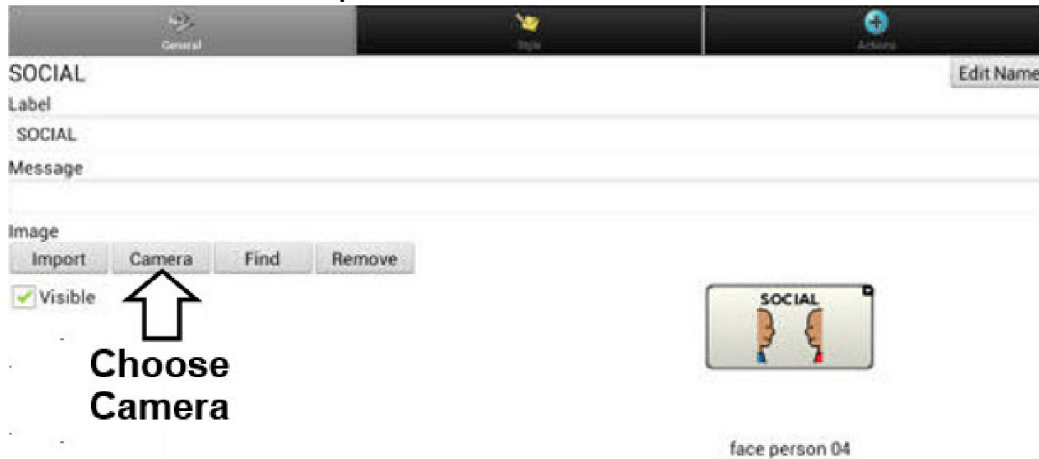 General Style Actions
SOCIAL Edit Name
Label
SOCIAL
Message
Image
Import Camera Find Remove
Visible
SOCIAL
Choose
Camera
face person 04